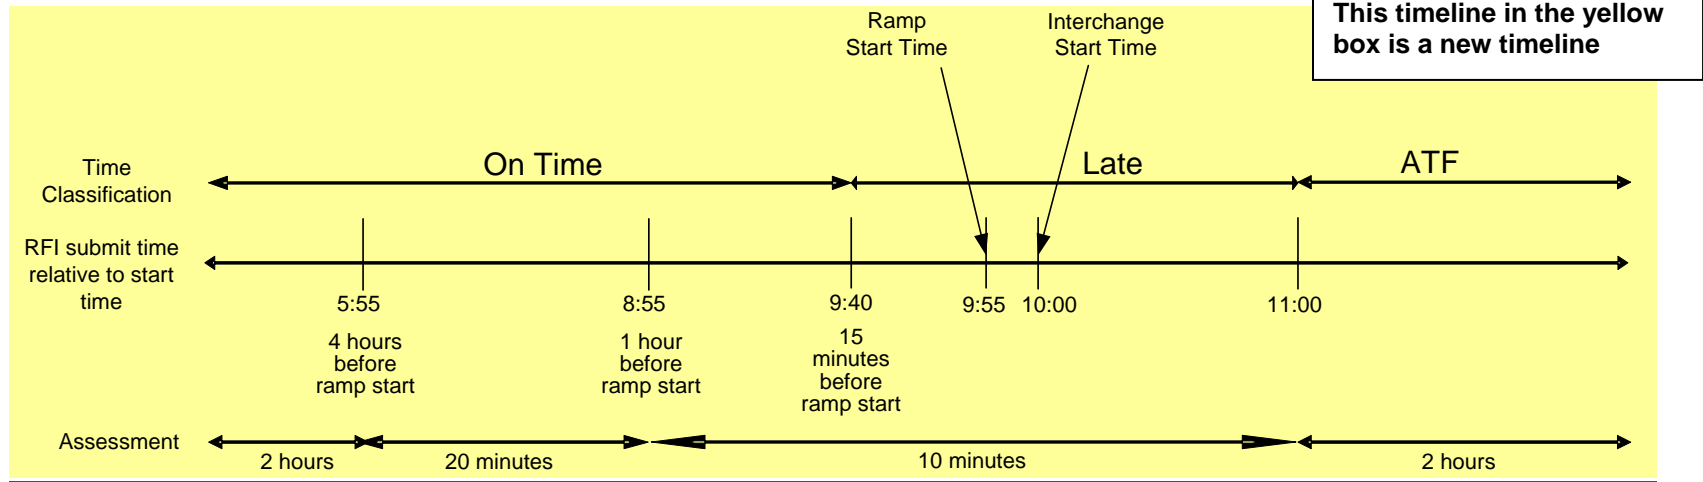 Ramp
Start Time
Interchange
Start Time
This timeline in the yellow
box is a new timeline
Time
Classification
On Time
Late
ATF
RFI submit time
relative to start
time
5:55
8:55
9:40
9:55
10:00
11:00
4 hours
before
ramp start
1 hour
before
ramp start
15
minutes
before
ramp start
Assessment
2 hours
20 minutes
10 minutes
2 hours